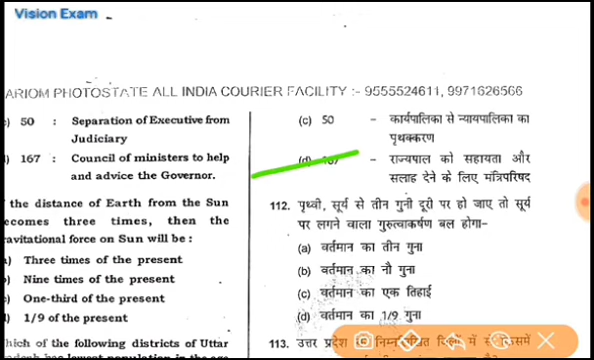 Vision Exam
ARIOM PHOTOSTATE ALL INDIA COURIER FACILITY :- 9555524611, 9971626566
) 50 : Separation of Executive from
Judiciary
) 167 : Council of ministers to help
and advice the Governor.
the distance of Earth from the Sun
ecomes three times, then the
ravitational force on Sun will be :
) Three times of the present
) Nine times of the present
) One-third of the present
) 1/9 of the present
hich of the following districts of Uttar
(c) 50 – कार्यपालिका से न्यायपालिका का
पृथक्करण
(d) 167 – राज्यपाल को सहायता और
सलाह देने के लिए मंत्रिपरिषद
112. पृथ्वी, सूर्य से तीन गुनी दूरी पर हो जाए तो सूर्य
पर लगने वाला गुरुत्वाकर्षण बल होगा–
(a) वर्तमान का तीन गुना
(b) वर्तमान का नौ गुना
(c) वर्तमान का एक तिहाई
(d) वर्तमान का 1/9 गुना
113. उत्तर प्रदेश